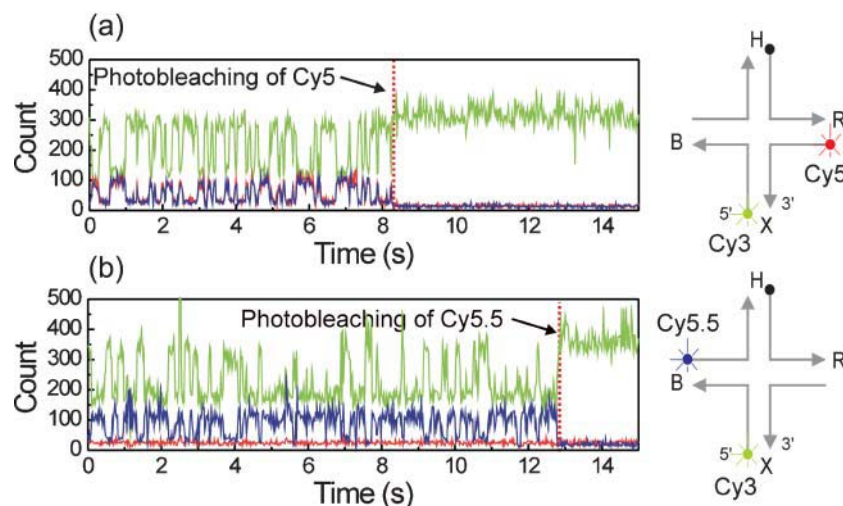 (a)
500
400
300
200
100
0
Count
Photobleaching of Cy5
0 2 4 6 8 10 12 14
Time (s)
H
R
B
Cy5
5'
3'
X
Cy3
(b)
500
400
300
200
100
0
Count
Photobleaching of Cy5.5
0 2 4 6 8 10 12 14
Time (s)
H
Cy5.5
R
B
5'
3'
X
Cy3